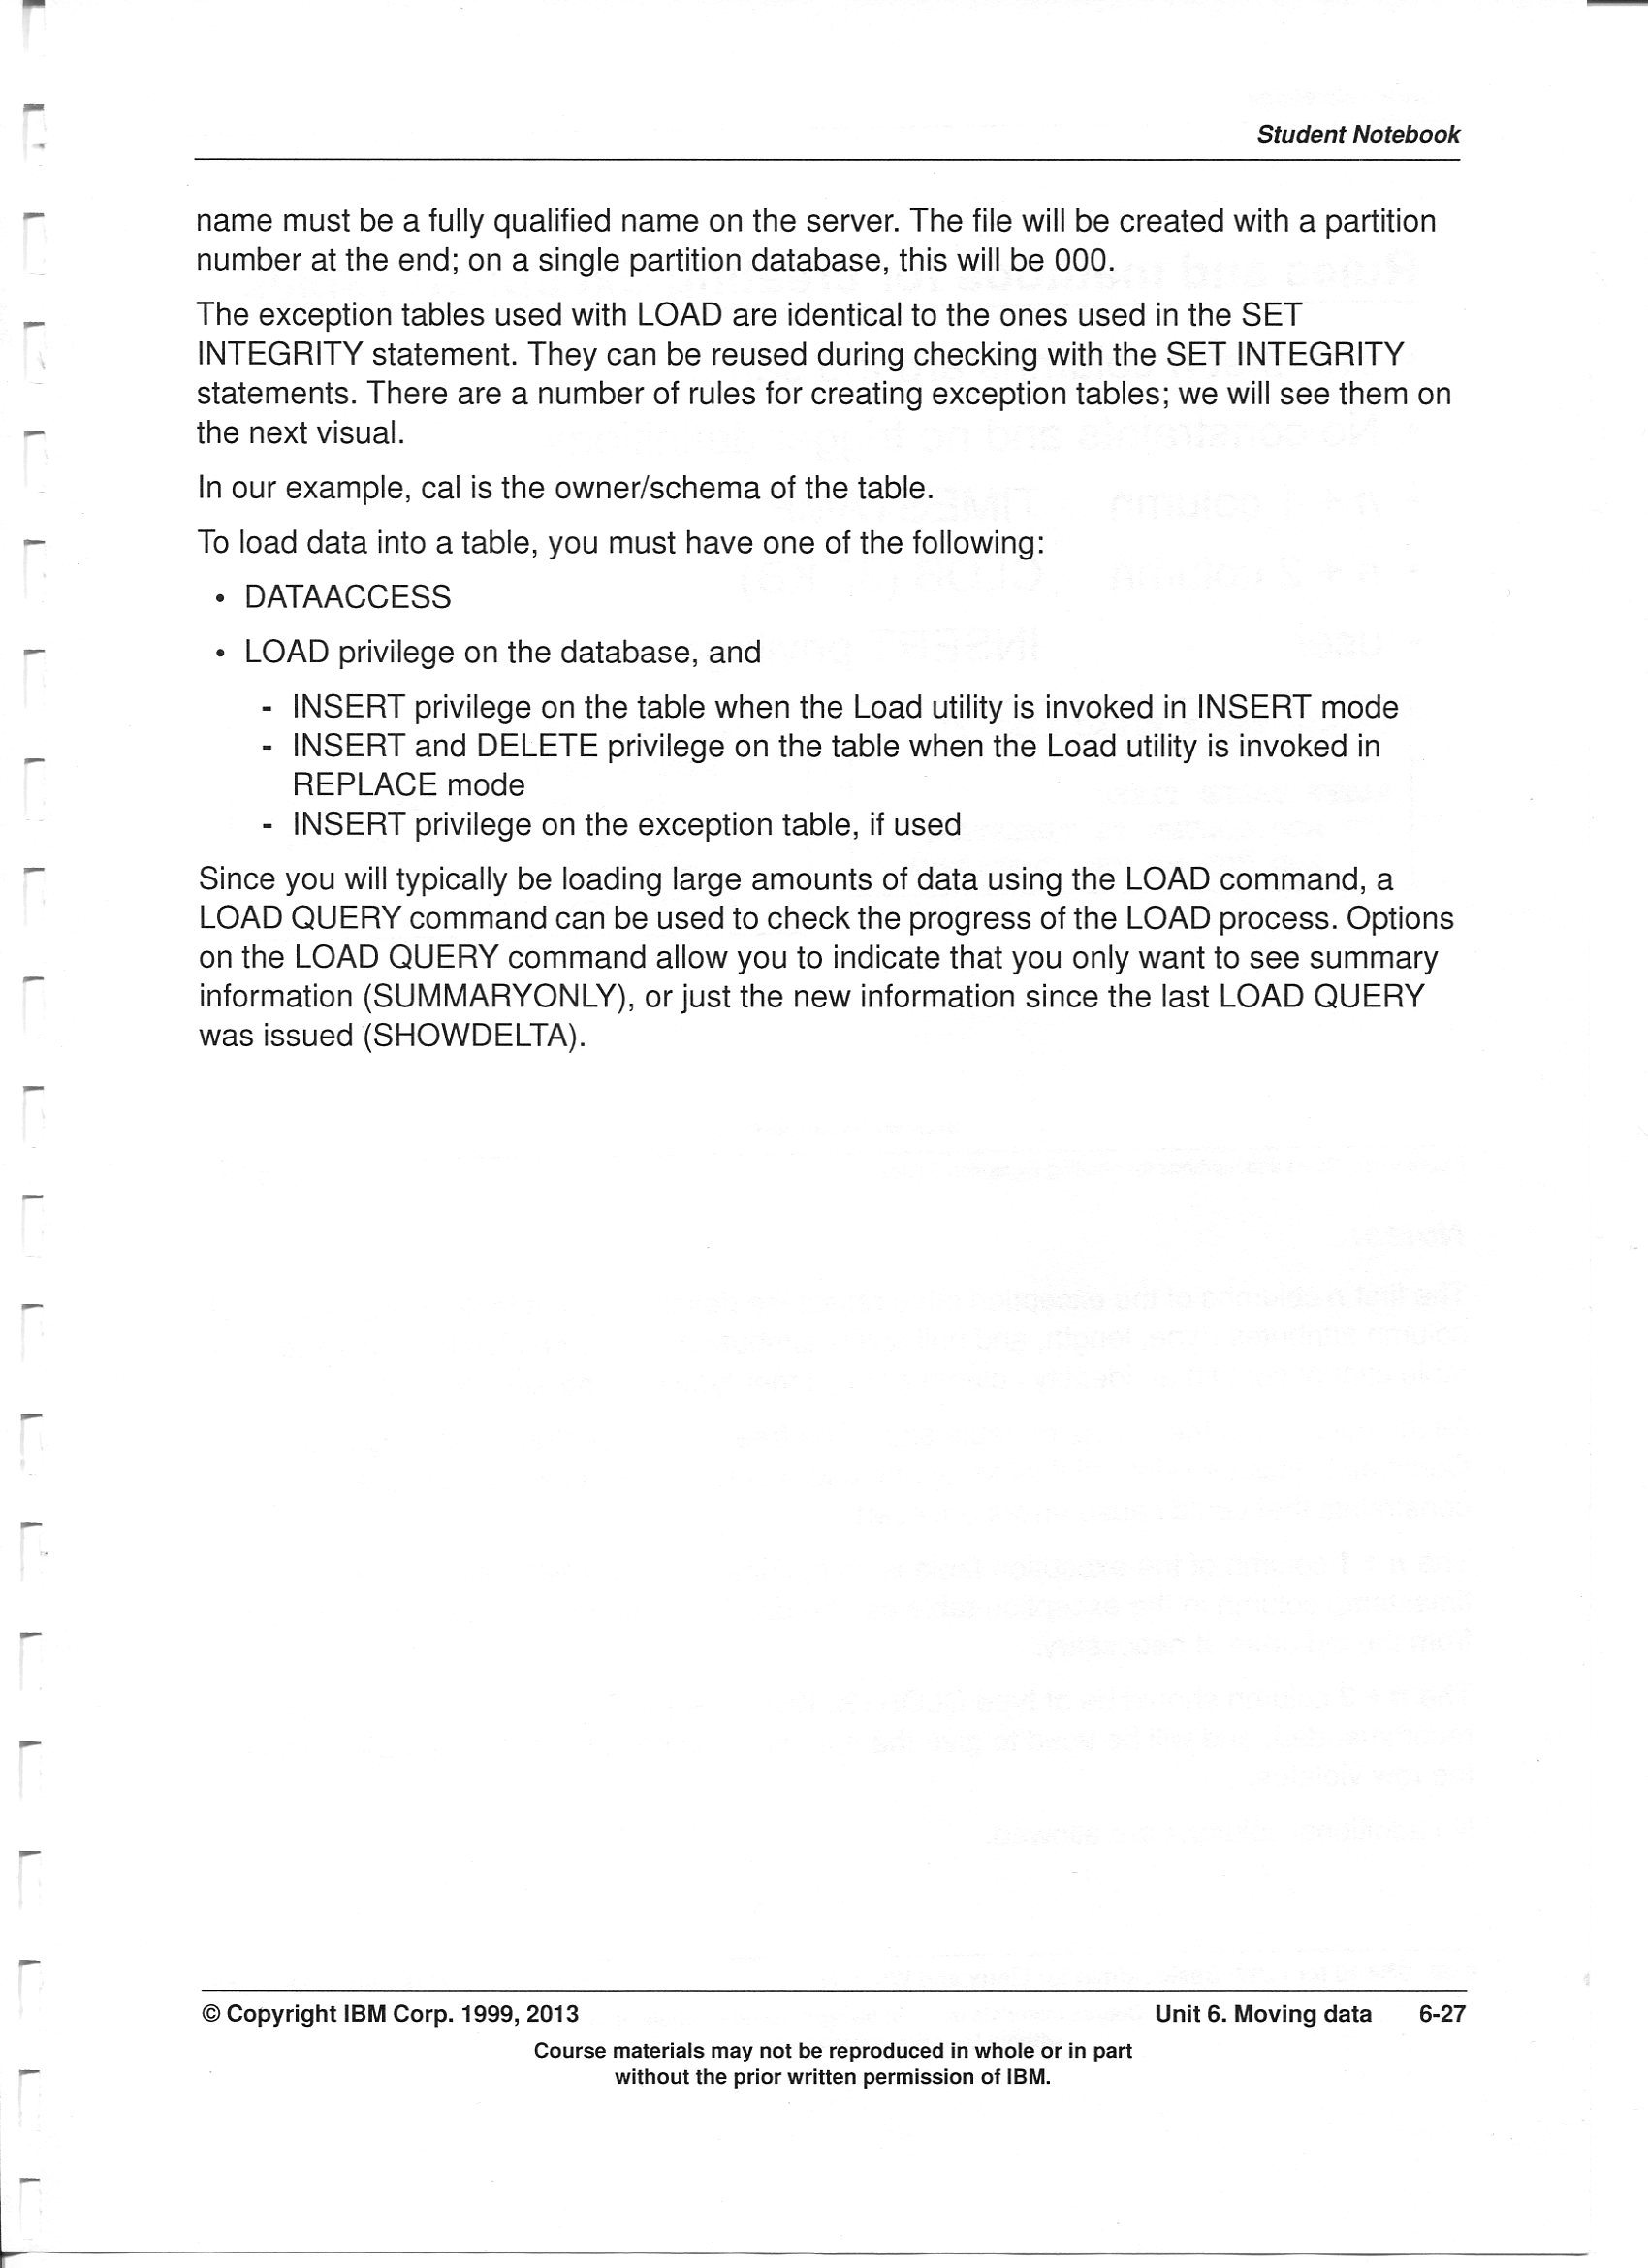 Student Notebook
name must be a fully qualified name on the server. The file will be created with a partition
number at the end; on a single partition database, this will be 000.
The exception tables used with LOAD are identical to the ones used in the SET
INTEGRITY statement. They can be reused during checking with the SET INTEGRITY
statements. There are a number of rules for creating exception tables; we will see them on
the next visual.
In our example, cal is the owner/schema of the table.
To load data into a table, you must have one of the following:
• DATAACCESS
• LOAD privilege on the database, and
- INSERT privilege on the table when the Load utility is invoked in INSERT mode
- INSERT and DELETE privilege on the table when the Load utility is invoked in
REPLACE mode
- INSERT privilege on the exception table, if used
Since you will typically be loading large amounts of data using the LOAD command, a
LOAD QUERY command can be used to check the progress of the LOAD process. Options
on the LOAD QUERY command allow you to indicate that you only want to see summary
information (SUMMARYONLY), or just the new information since the last LOAD QUERY
was issued (SHOWDELTA).
© Copyright IBM Corp. 1999, 2013 Unit 6. Moving data 6-27
Course materials may not be reproduced in whole or in part
without the prior written permission of IBM.